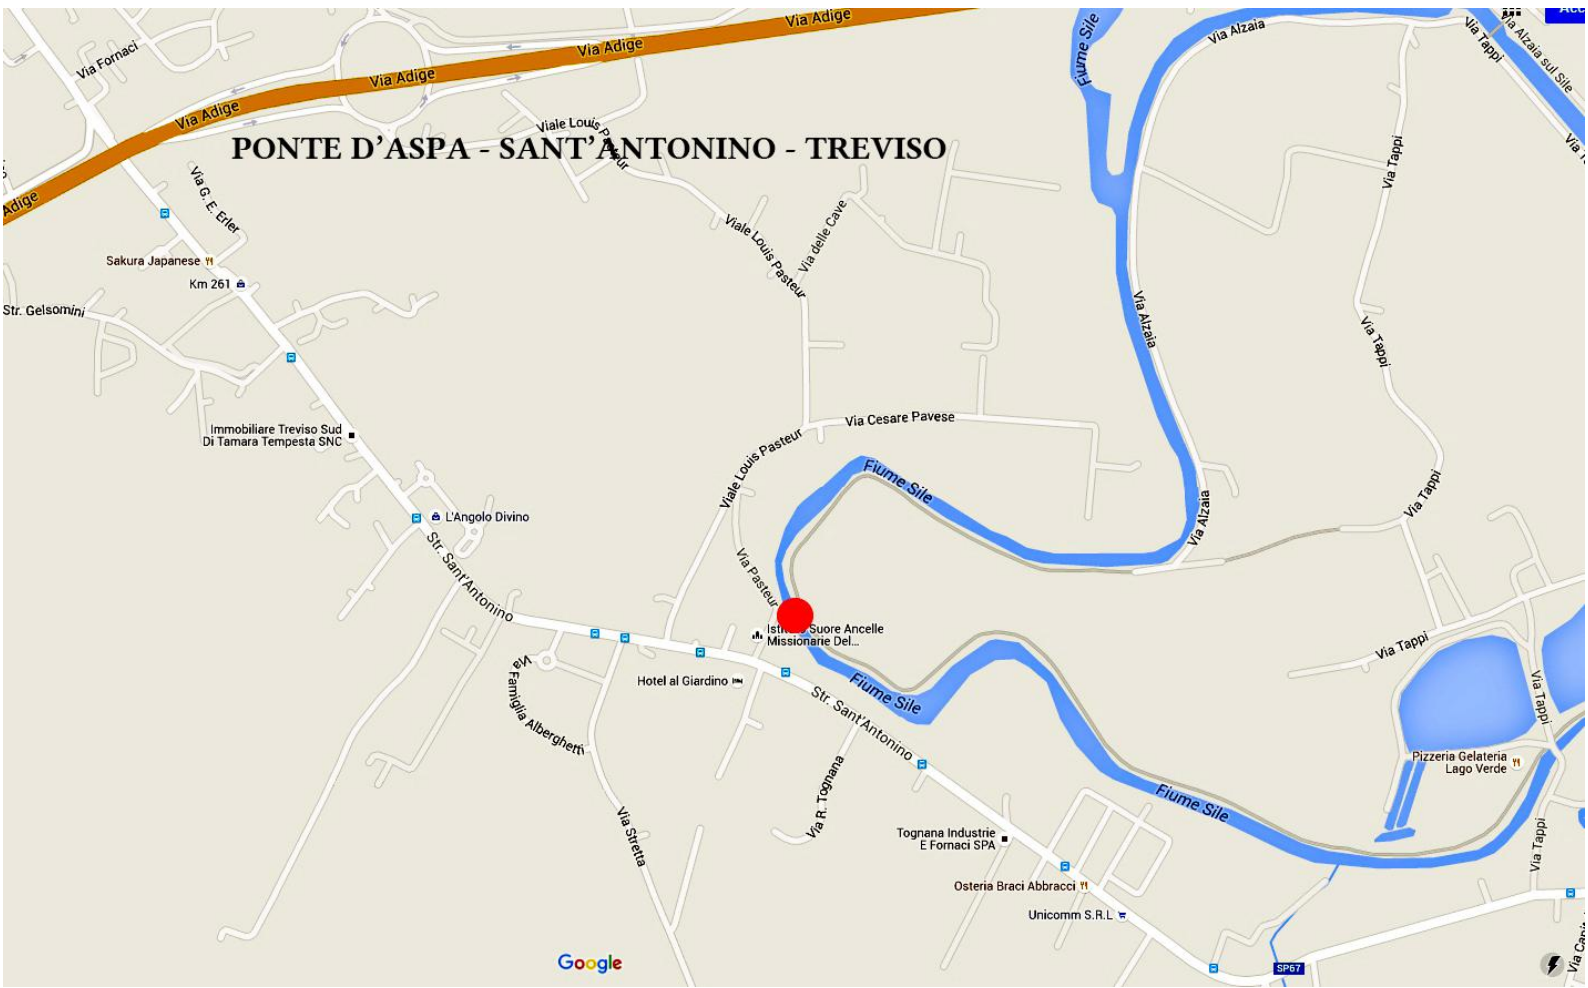 Via Adige
Via Adige
Via Fornaci
Via Adige
Via Adige
Adige
PONTE D'ASPA - SANT'ANTONINO - TREVISO
Fiume Sile
Via Alzaia
Via Tappi
Via Alzaia sul Sile
Viale Louis Pasteur
Via G. E. Erler
Via Tappi
Viale Louis Pasteur
Via delle Cave
Sakura Japanese
Km 261
Str. Gelsomini
Via Alzaia
Via Tappi
Immobiliare Treviso Sud
Di Tamara Tempesta SNC
Via Cesare Pavese
Viale Louis Pasteur
Fiume Sile
Via Alzaia
Via Tappi
L'Angolo Divino
Str. Sant'Antonino
Via Pasteur
Suore Ancelle
Missionarie Del...
Hotel al Giardino
Via Famiglia Alberghetti
Fiume Sile
Str. Sant'Antonino
Via Tappi
Via Tappi
Pizzeria Gelateria
Lago Verde
Via R. Tognana
Via Stretta
Fiume Sile
Tognana Industrie
E Fornaci SPA
Via Tappi
Osteria Braci Abbracci
Unicomm S.R.L
Google
SP67